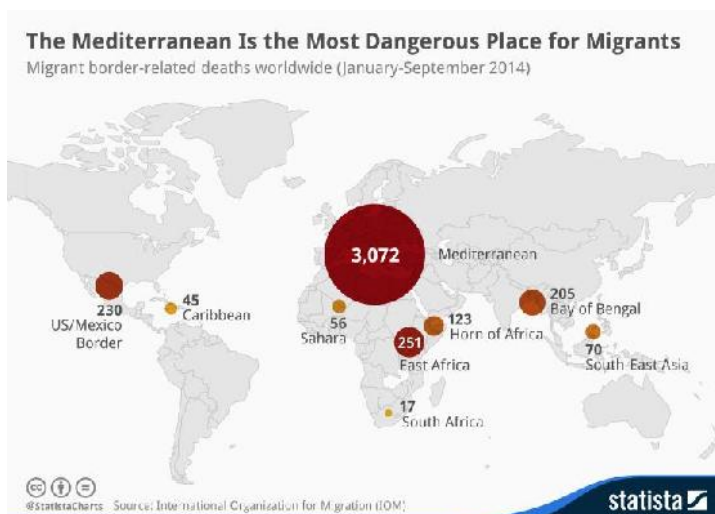 The Mediterranean Is the Most Dangerous Place for Migrants
Migrant border-related deaths worldwide (January-September 2014)
3,072
Mediterranean
230
US/Mexico
Border
45
Caribbean
56
Sahara
251
East Africa
123
Horn of Africa
205
Bay of Bengal
70
South East Asia
17
South Africa
cc
@StatistaCharts Source: International Organization for Migration (IOM)
statista